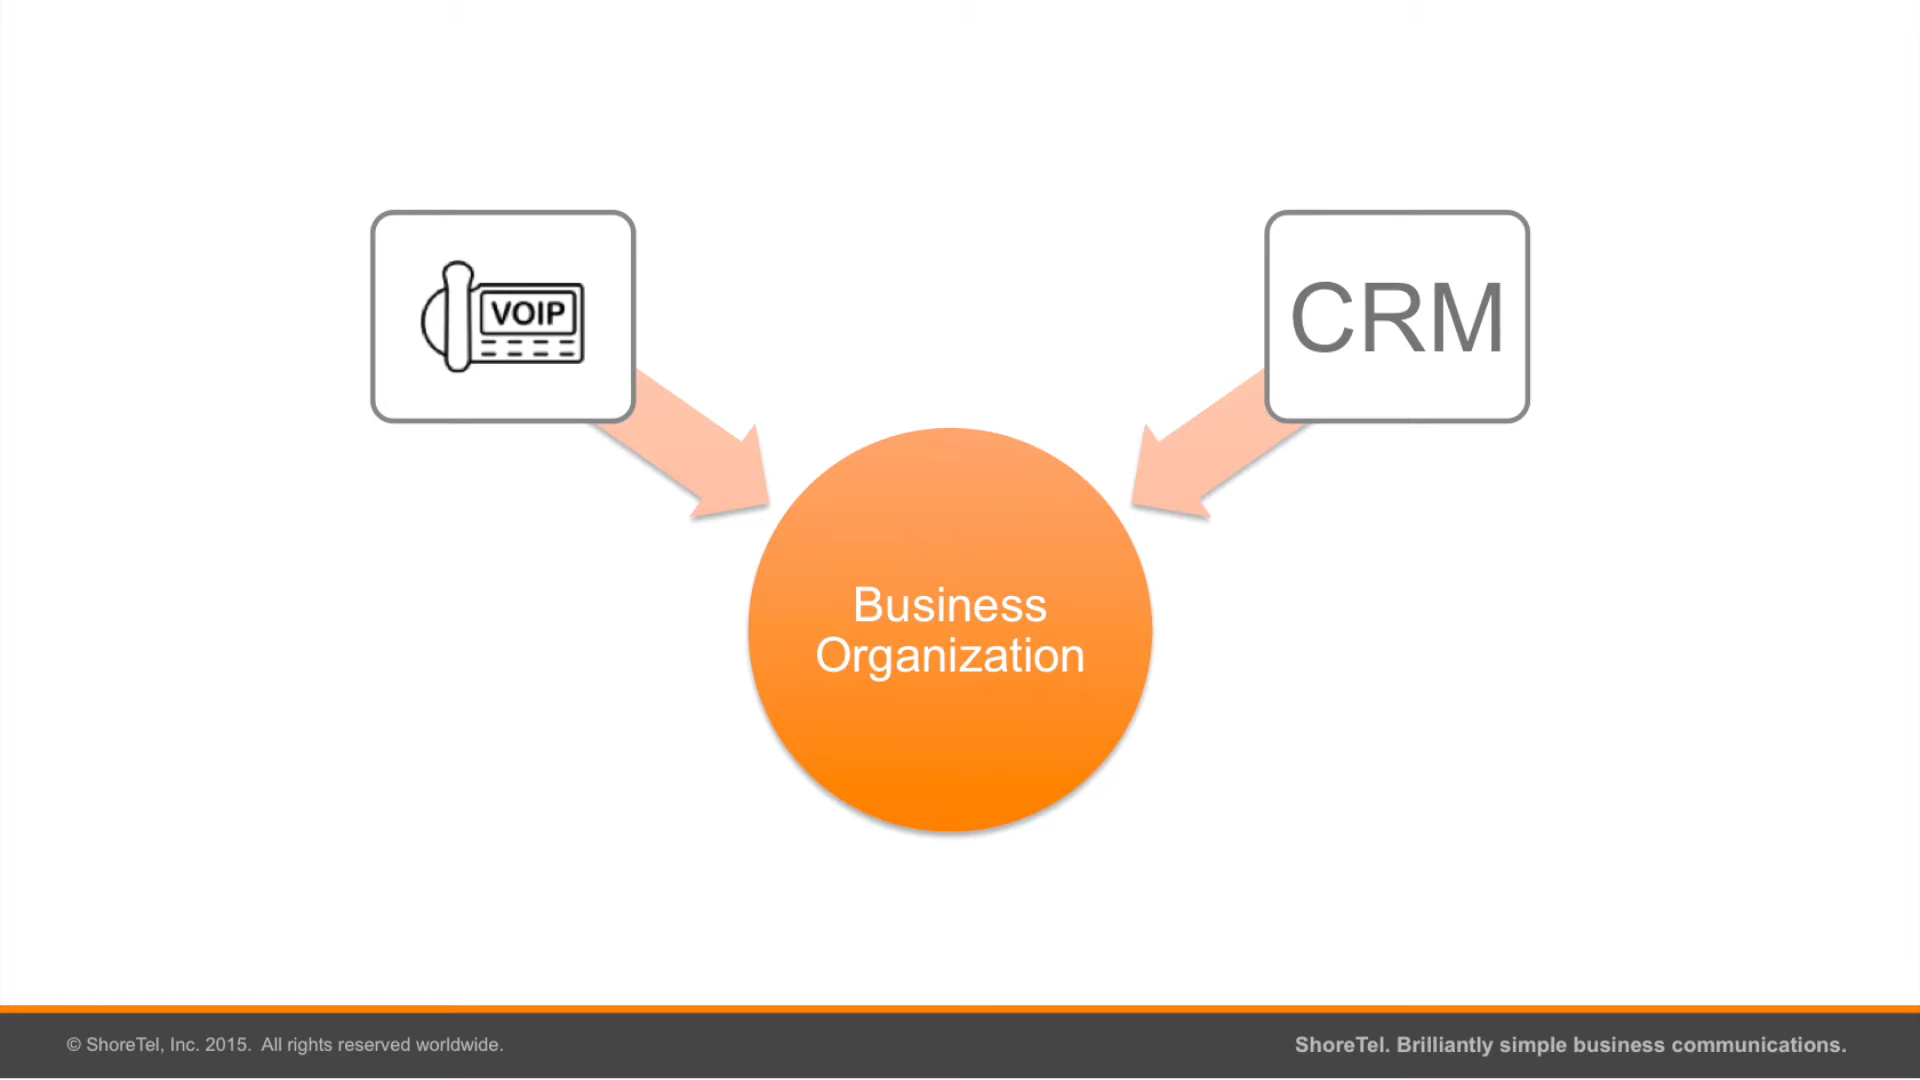 VOIP
CRM
Business
Organization
© ShoreTel, Inc. 2015.  All rights reserved worldwide.
ShoreTel. Brilliantly simple business communications.